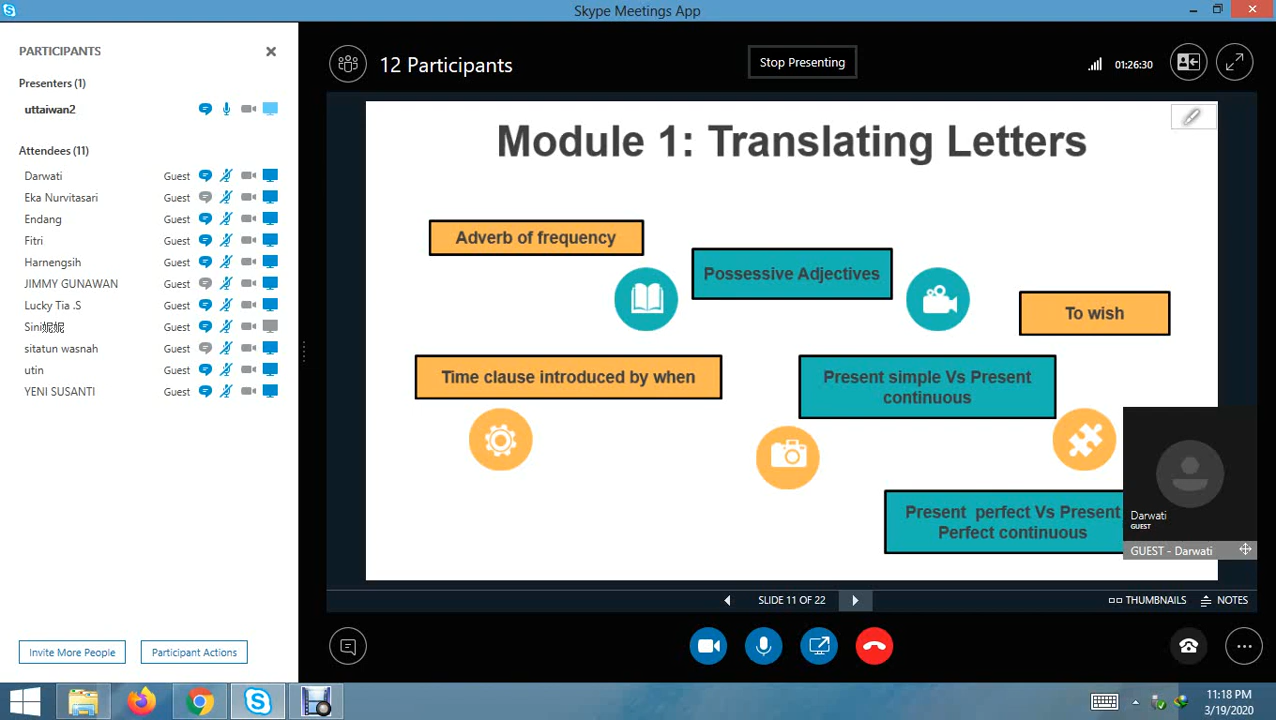 Skype Meetings App
PARTICIPANTS
Presenters (1)
uttaiwan2
Attendees (11)
Darwati Guest
Eka Nurvitasari Guest
Endang Guest
Fitri Guest
Harnengsih Guest
JIMMY GUNAWAN Guest
Lucky Tia .S Guest
Sini妮妮 Guest
sitatun wasnah Guest
utin Guest
YENI SUSANTI Guest
Invite More People
Participant Actions
12 Participants
Stop Presenting
01:26:30
Module 1: Translating Letters
Adverb of frequency
Possessive Adjectives
To wish
Time clause introduced by when
Present simple Vs Present
continuous
Present perfect Vs Present
Perfect continuous
Darwati
GUEST
GUEST - Darwati
SLIDE 11 OF 22
THUMBNAILS
NOTES
11:18 PM
3/19/2020